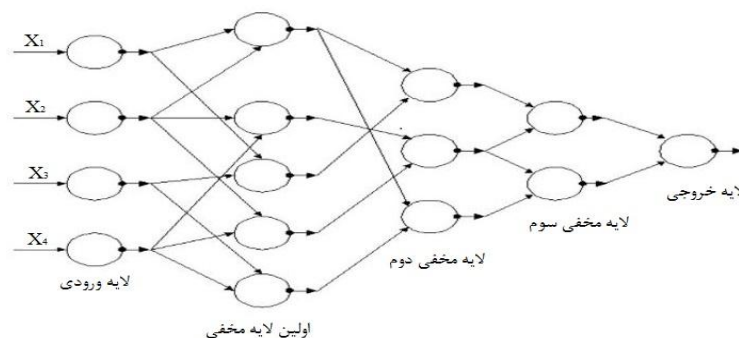 X1
X2
X3
X4
لایه ورودی
اولین لایه مخفی
لایه مخفی دوم
لایه مخفی سوم
لایه خروجی